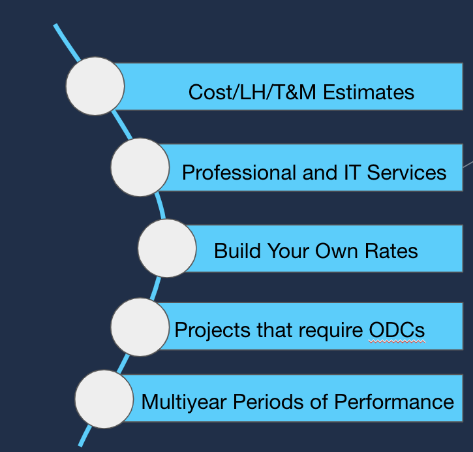 Cost/LH/T&M Estimates
Professional and IT Services
Build Your Own Rates
Projects that require ODCs
Multiyear Periods of Performance